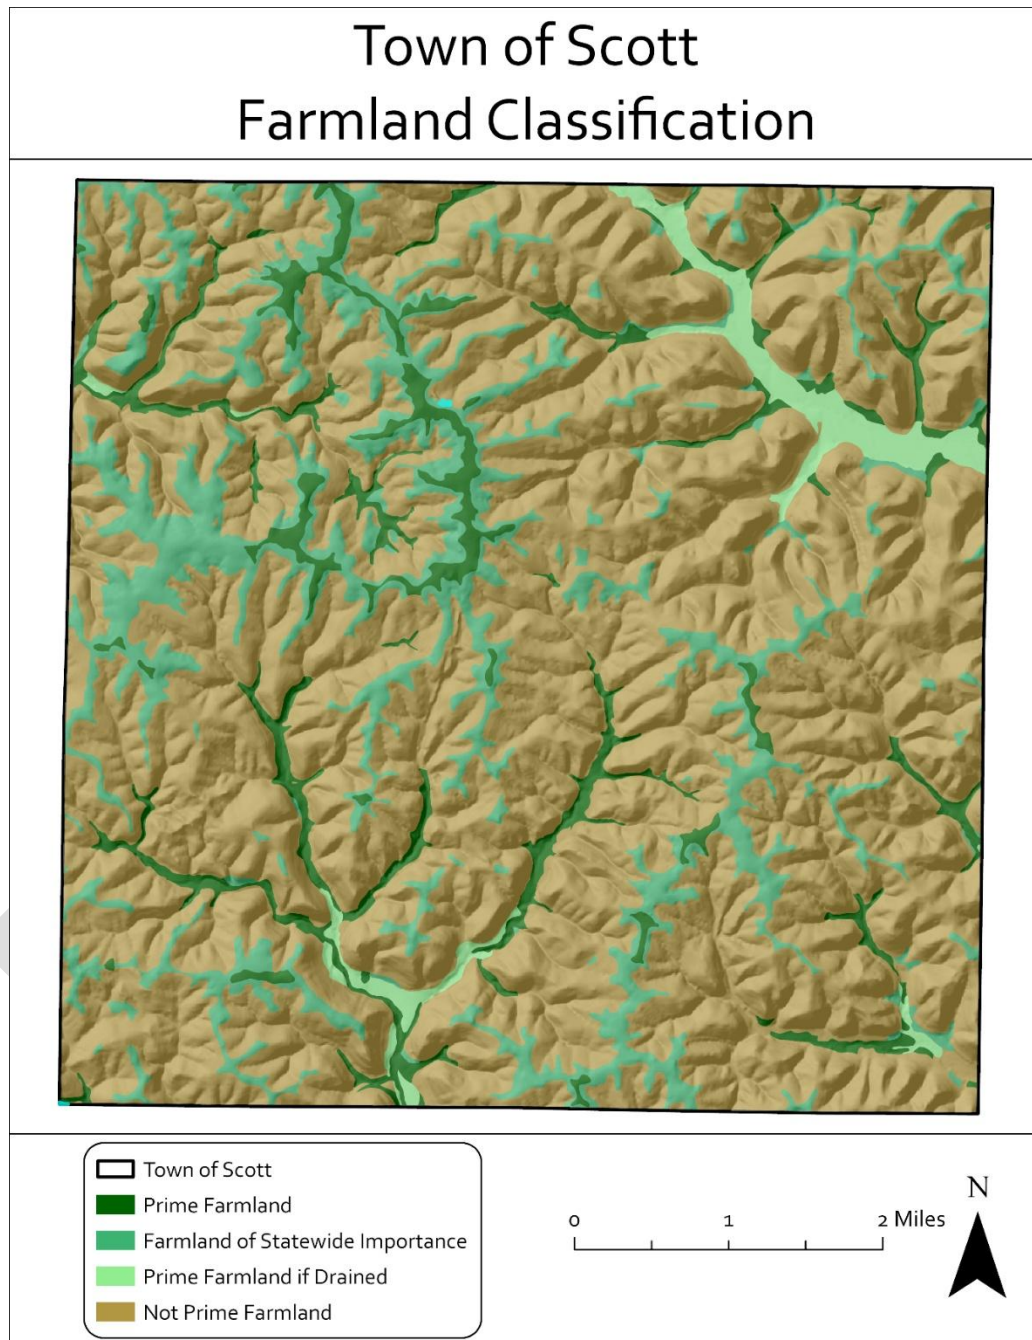 Town of Scott
Farmland Classification
Town of Scott
Prime Farmland
Farmland of Statewide Importance
Prime Farmland if Drained
Not Prime Farmland
0 1 2 Miles
N